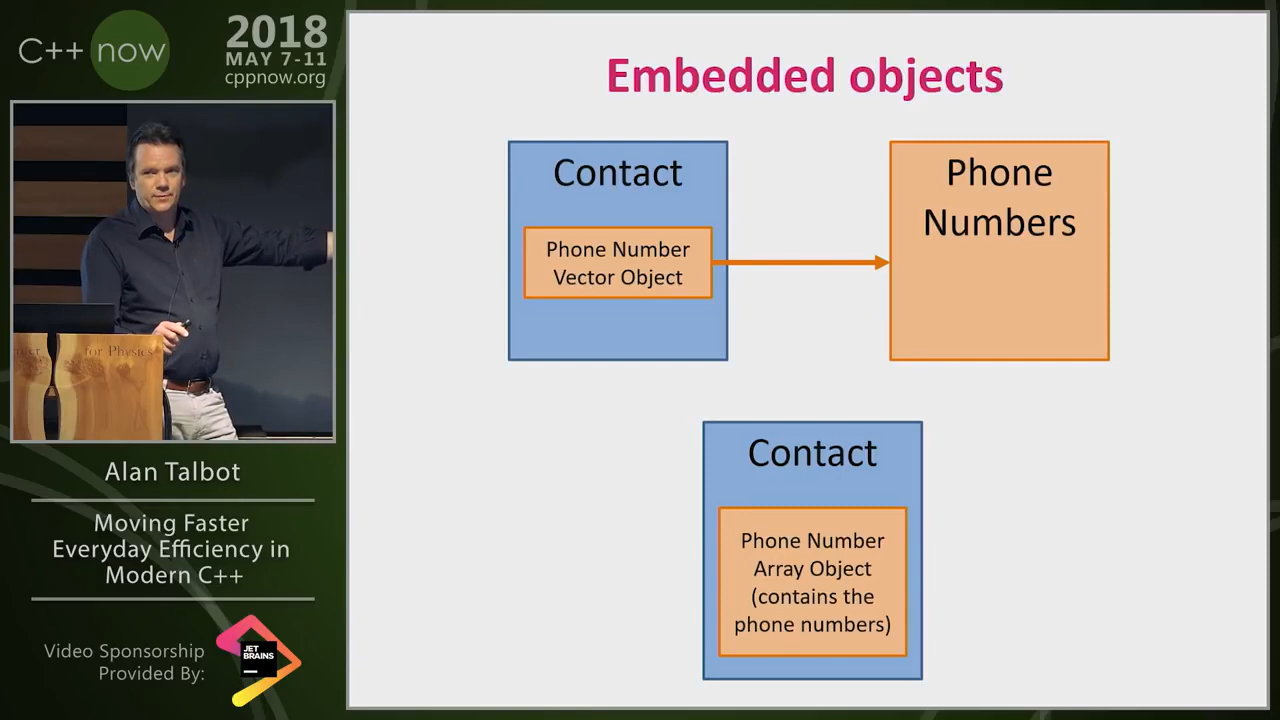 C++ now
2018
MAY 7-11
cppnow.org
for Physics
Alan Talbot
Moving Faster
Everyday Efficiency in
Modern C++
Video Sponsorship
Provided By:
JET
BRAINS
Embedded objects
Contact
Phone Number
Vector Object
Phone
Numbers
Contact
Phone Number
Array Object
(contains the
phone numbers)